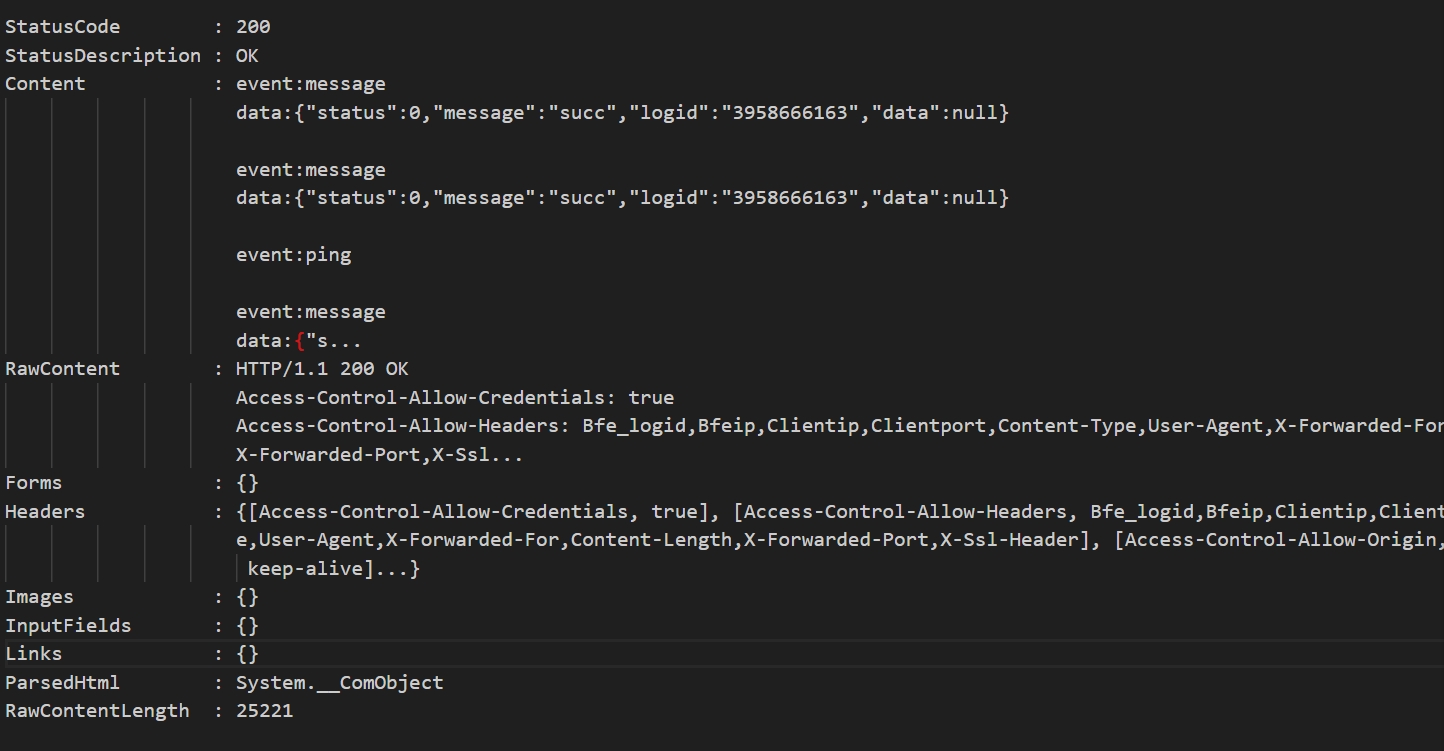 StatusCode        : 200
StatusDescription : OK
Content           : event:message
                    data:{"status":0,"message":"succ","logid":"3958666163","data":null}

                    event:message
                    data:{"status":0,"message":"succ","logid":"3958666163","data":null}

                    event:ping

                    event:message
                    data:{"s...
RawContent        : HTTP/1.1 200 OK
                    Access-Control-Allow-Credentials: true
                    Access-Control-Allow-Headers: Bfe_logid,Bfeip,Clientip,Clientport,Content-Type,User-Agent,X-Forwarded-For
                    X-Forwarded-Port,X-Ssl...
Forms             : {}
Headers           : {[Access-Control-Allow-Credentials, true], [Access-Control-Allow-Headers, Bfe_logid,Bfeip,Clientip,Client
                    e,User-Agent,X-Forwarded-For,Content-Length,X-Forwarded-Port,X-Ssl-Header], [Access-Control-Allow-Origin,
                     keep-alive]...}
Images            : {}
InputFields       : {}
Links             : {}
ParsedHtml        : System.__ComObject
RawContentLength  : 25221